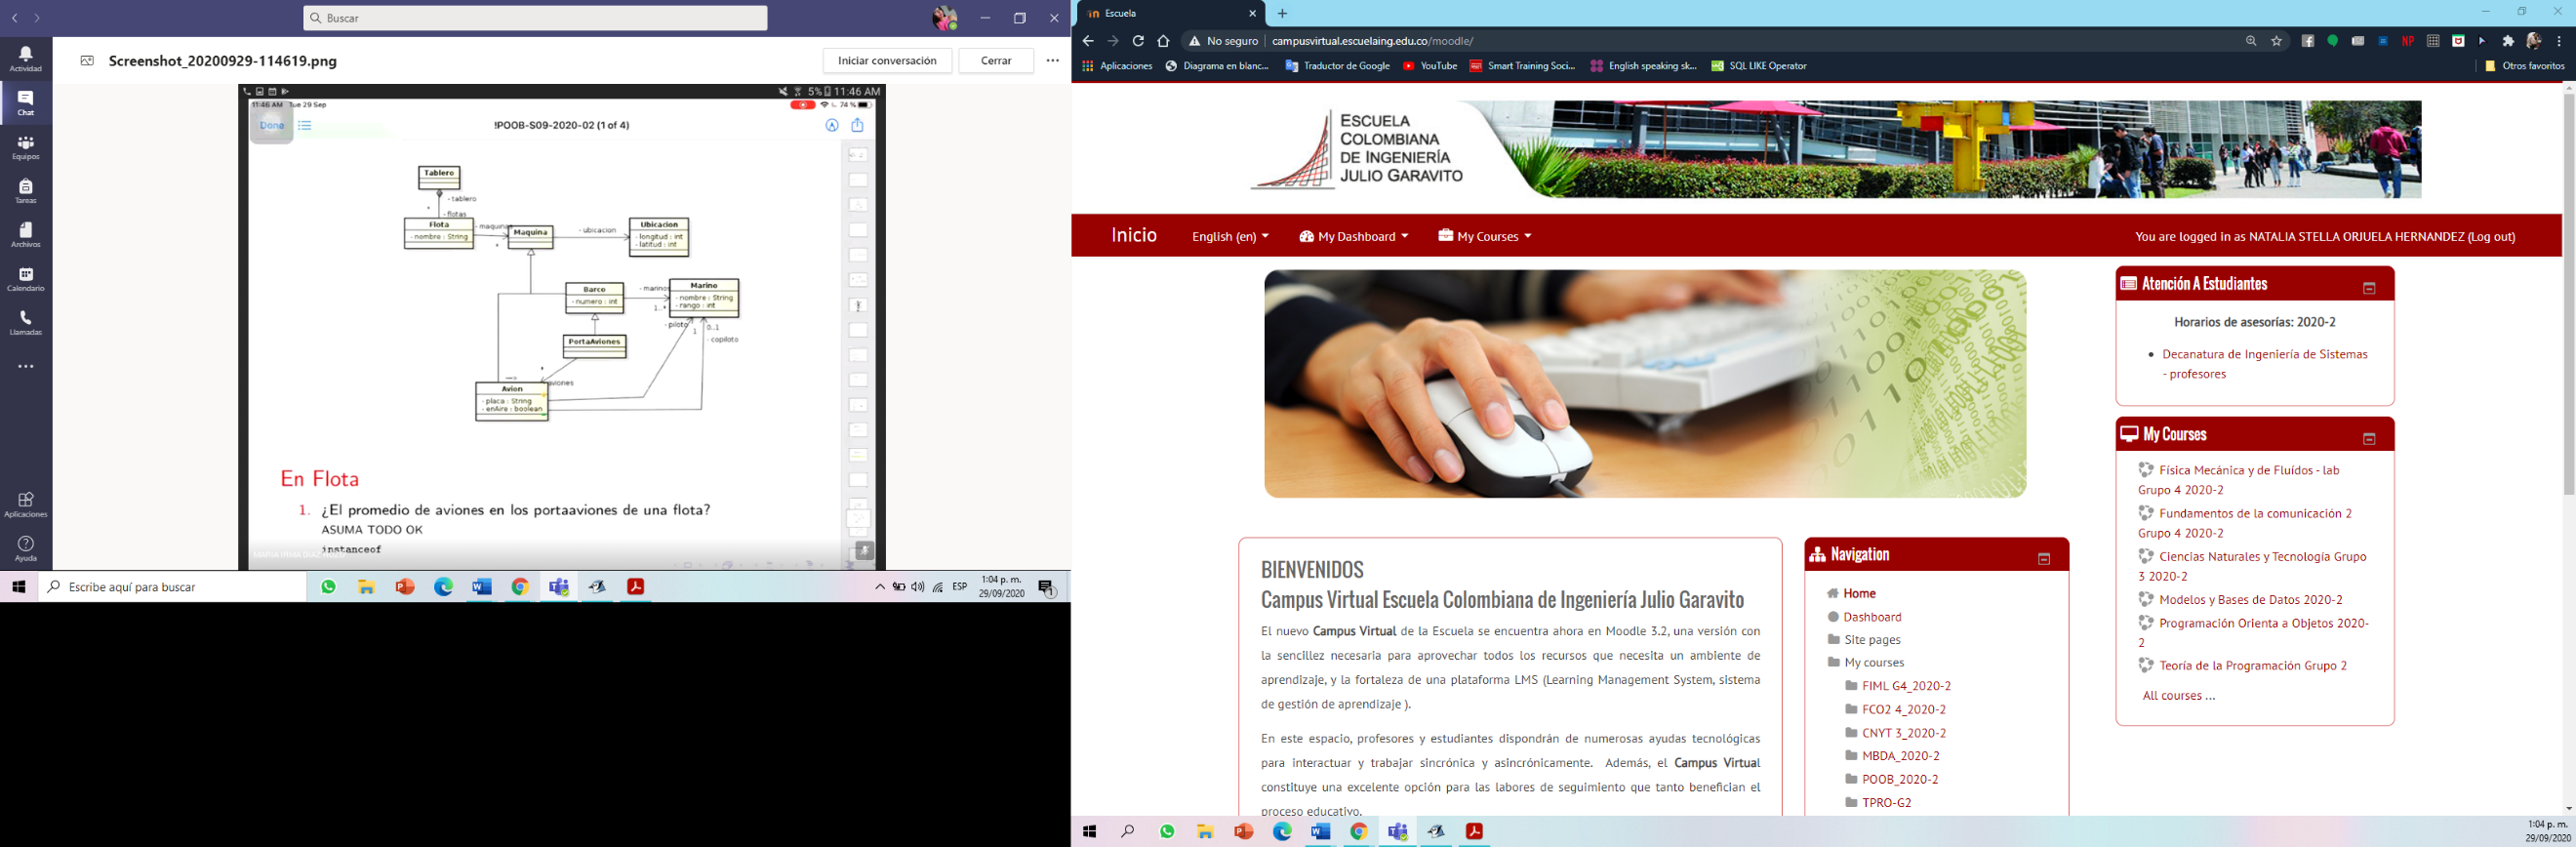 Buscar
Screenshot_20200929-114619.png
Iniciar conversación
Cerrar
Actividad
Chat
Equipos
Tareas
Archivos
Calendario
Llamadas
Aplicaciones
Ayuda
5% 11:46 AM
11:46 AM Tue 29 Sep
74 %
Done
!POOB-S09-2020-02 (1 of 4)
Tablero
- tablero
*
- flotas
Flota
- nombre : String
- maquinas
*
Maquina
- ubicacion
Ubicacion
- longitud : int
- latitud : int
Barco
- numero : int
- marinos
1..*
Marino
- nombre : String
- rango : int
- piloto
1
0..1
- copiloto
PortaAviones
*
aviones
Avion
- placa : String
- enAire : boolean
En Flota
1. ¿El promedio de aviones en los portaaviones de una flota?
ASUMA TODO OK
instanceof
Escribe aquí para buscar
ESP
1:04 p. m.
29/09/2020
1
Escuela
No seguro
campusvirtual.escuelaing.edu.co/moodle/
NP
Aplicaciones
Diagrama en blanc...
Traductor de Google
YouTube
Smart Training Soci...
English speaking sk...
SQL LIKE Operator
Otros favoritos
ESCUELA
COLOMBIANA
DE INGENIERÍA
JULIO GARAVITO
Inicio
English (en)
My Dashboard
My Courses
You are logged in as NATALIA STELLA ORJUELA HERNANDEZ (Log out)
Atención A Estudiantes
Horarios de asesorías: 2020-2
Decanatura de Ingeniería de Sistemas
- profesores
My Courses
Física Mecánica y de Fluídos - lab
Grupo 4 2020-2
Fundamentos de la comunicación 2
Grupo 4 2020-2
Ciencias Naturales y Tecnología Grupo
3 2020-2
Modelos y Bases de Datos 2020-2
Programación Orienta a Objetos 2020-
2
Teoría de la Programación Grupo 2
All courses ...
BIENVENIDOS
Campus Virtual Escuela Colombiana de Ingeniería Julio Garavito
El nuevo Campus Virtual de la Escuela se encuentra ahora en Moodle 3.2, una versión con
la sencillez necesaria para aprovechar todos los recursos que necesita un ambiente de
aprendizaje, y la fortaleza de una plataforma LMS (Learning Management System, sistema
de gestión de aprendizaje ).
En este espacio, profesores y estudiantes dispondrán de numerosas ayudas tecnológicas
para interactuar y trabajar sincrónica y asincrónicamente. Además, el Campus Virtual
constituye una excelente opción para las labores de seguimiento que tanto benefician el
proceso educativo.
Navigation
Home
Dashboard
Site pages
My courses
FIML G4_2020-2
FCO2 4_2020-2
CNYT 3_2020-2
MBDA_2020-2
POOB_2020-2
TPRO-G2
1:04 p. m.
29/09/2020